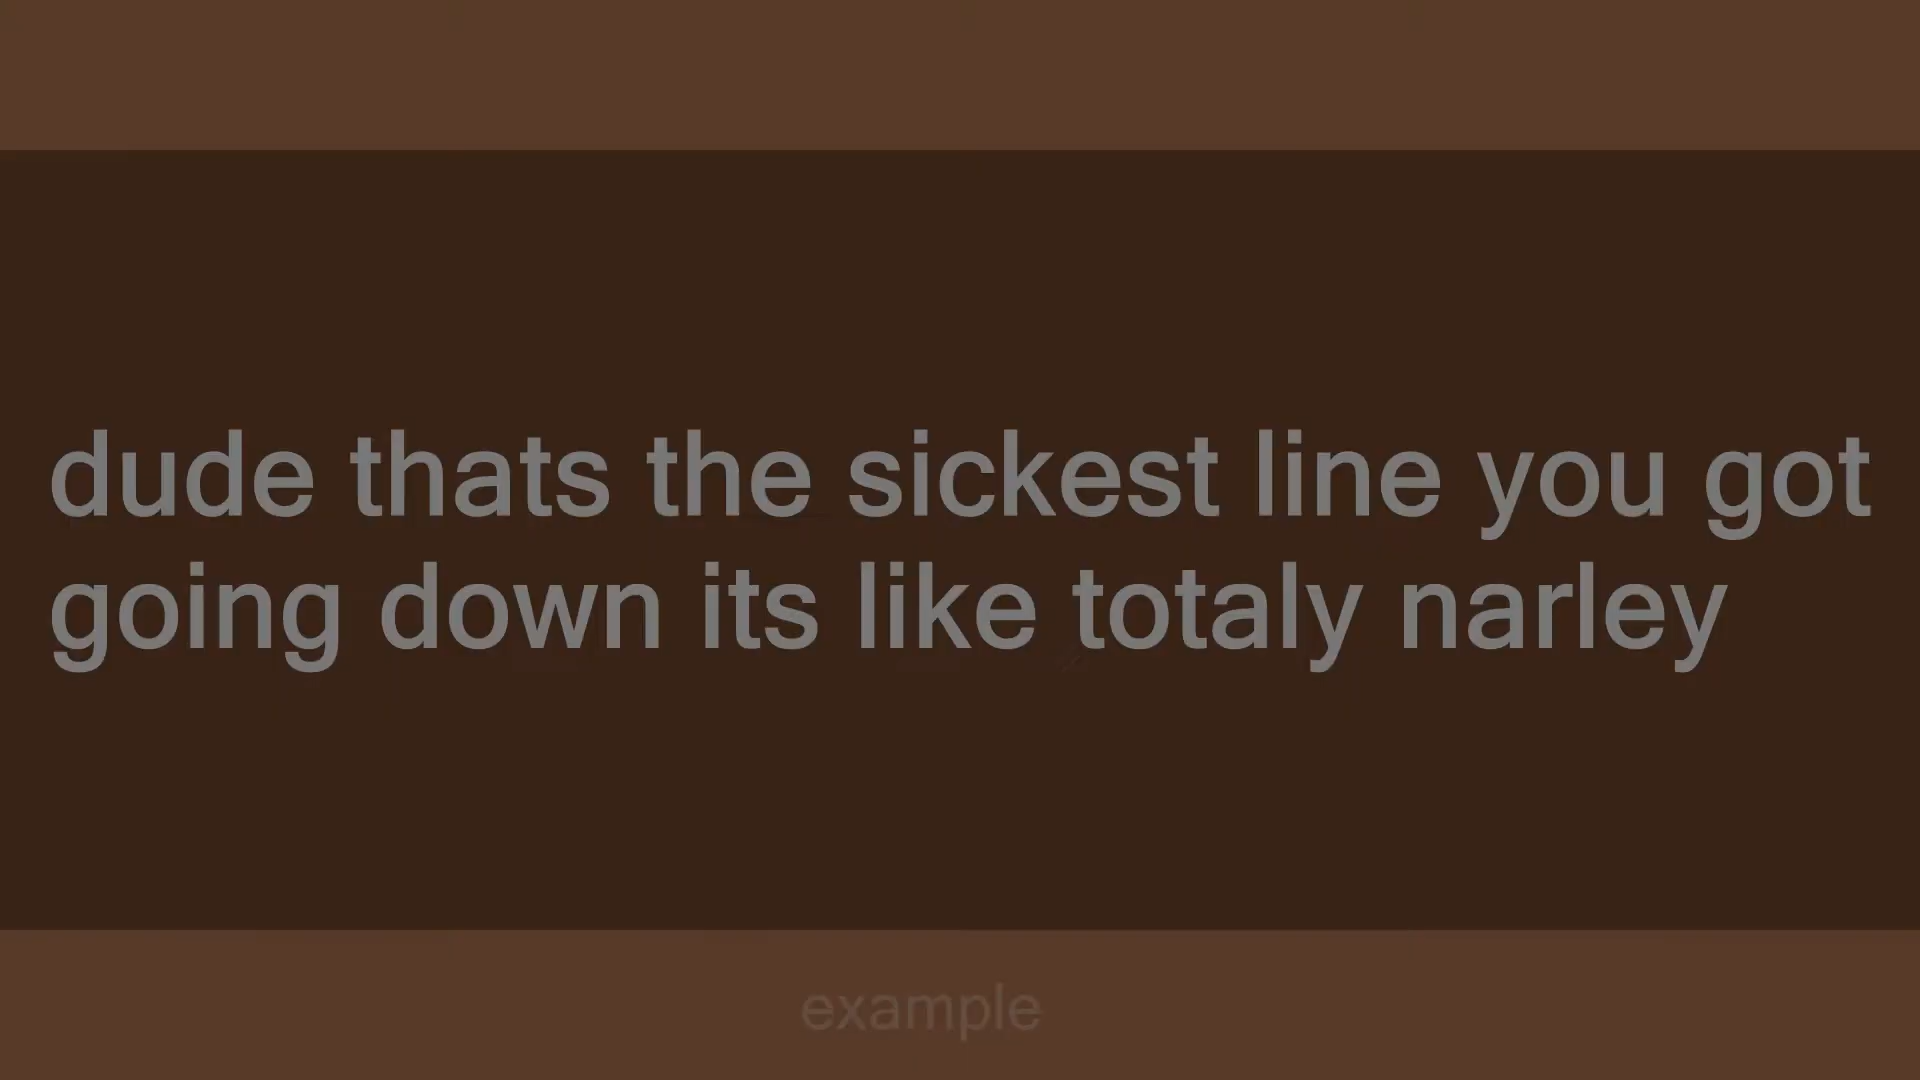 dude thats the sickest line you got
going down its like totaly narley
example